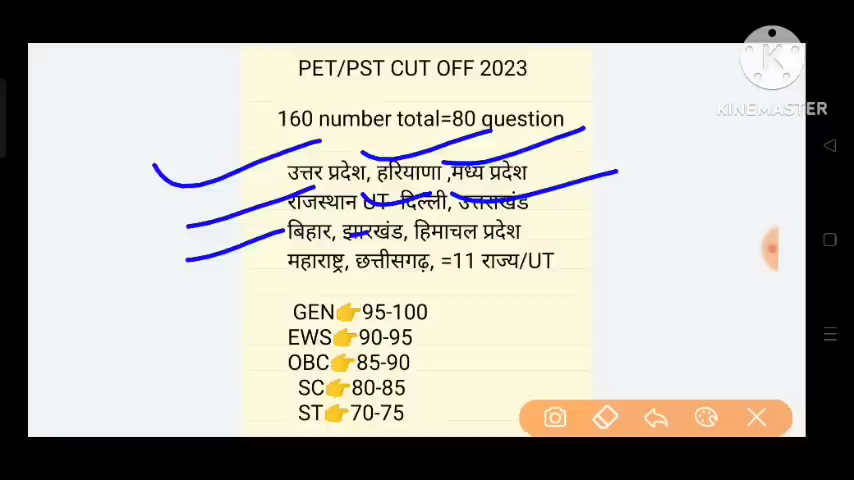 PET/PST CUT OFF 2023
KINEMASTER
160 number total=80 question
उत्तर प्रदेश, हरियाणा ,मध्य प्रदेश
राजस्थान UT दिल्ली, उत्तराखंड
बिहार, झारखंड, हिमाचल प्रदेश
महाराष्ट्र, छत्तीसगढ़, =11 राज्य/UT
GEN👉95-100
EWS👉90-95
OBC👉85-90
SC👉80-85
ST👉70-75